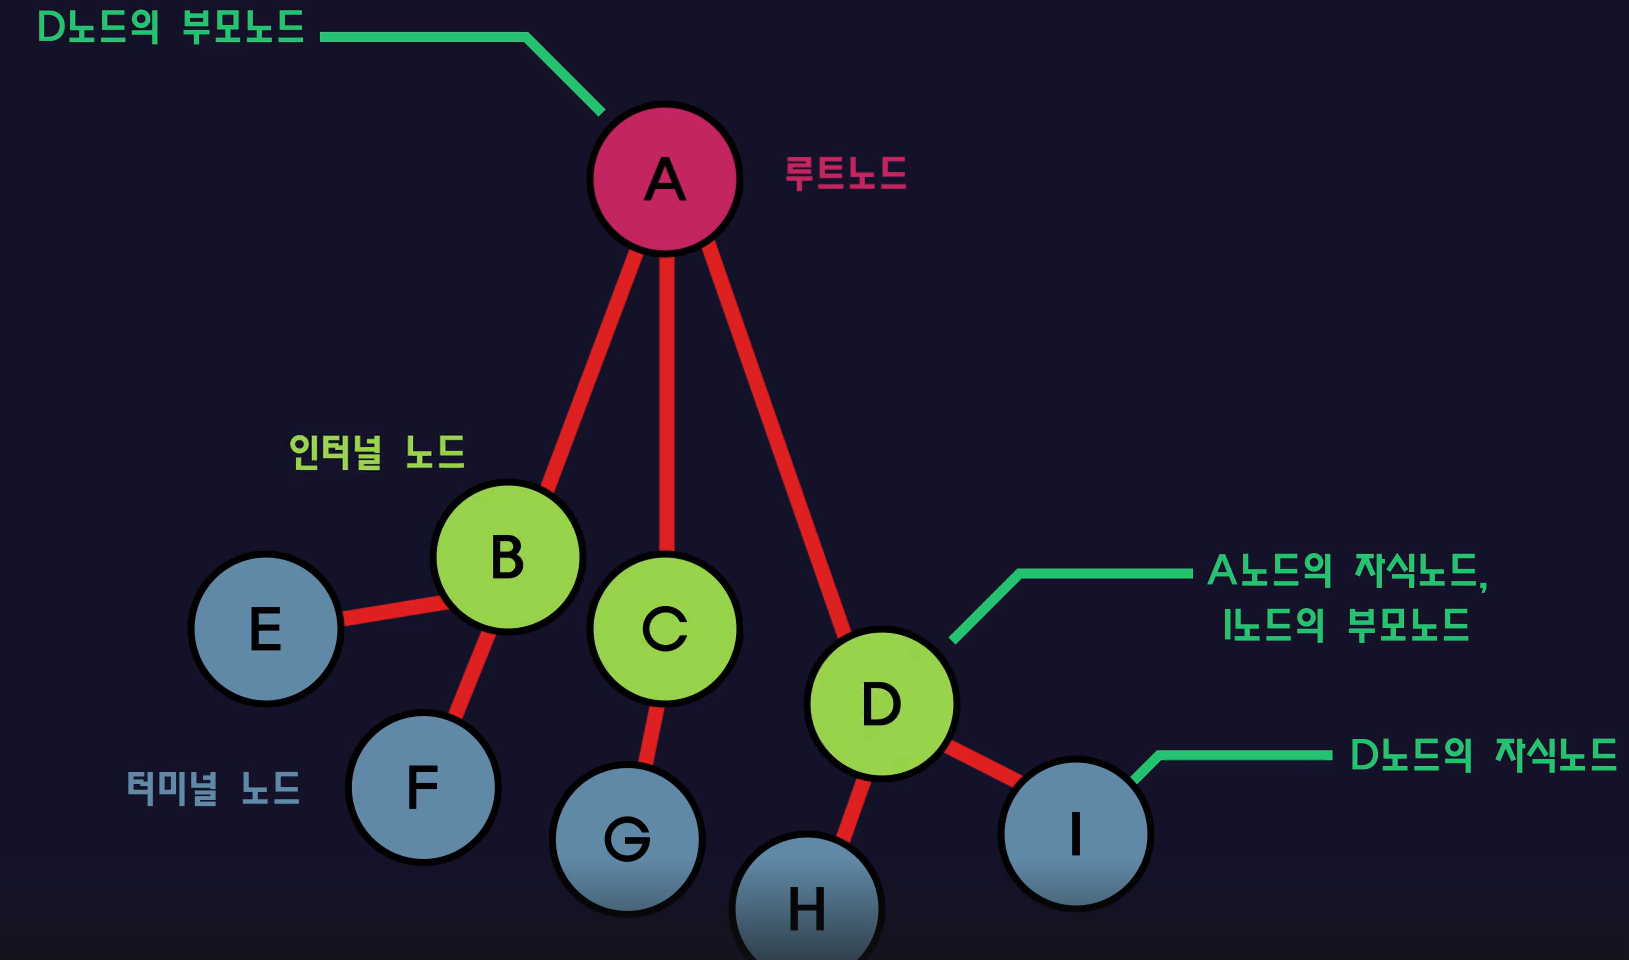 D노드의 부모노드
A
루트노드
인터널 노드
B
E
C
A노드의 자식노드,
I노드의 부모노드
D
D노드의 자식노드
터미널 노드
F
G
I
H